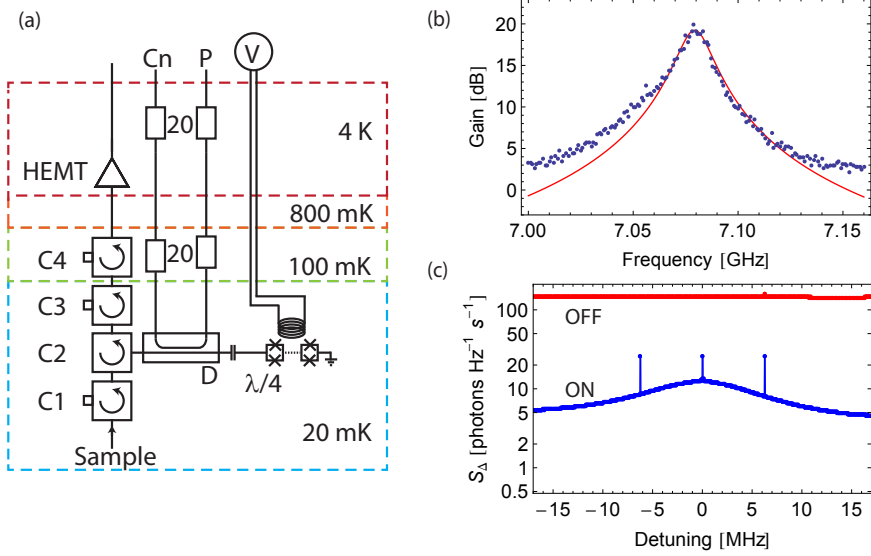 (a)
Cn P V
20
4 K
HEMT
800 mK
20
100 mK
C4
C3
C2
D
λ/4
C1
20 mK
Sample
(b)
20
15
10
5
0
Gain [dB]
7.00 7.05 7.10 7.15
Frequency [GHz]
(c)
100
50
20
10
5
2
1
0.5
S_Δ [photons Hz⁻¹ s⁻¹]
OFF
ON
−15 −10 −5 0 5 10 15
Detuning [MHz]